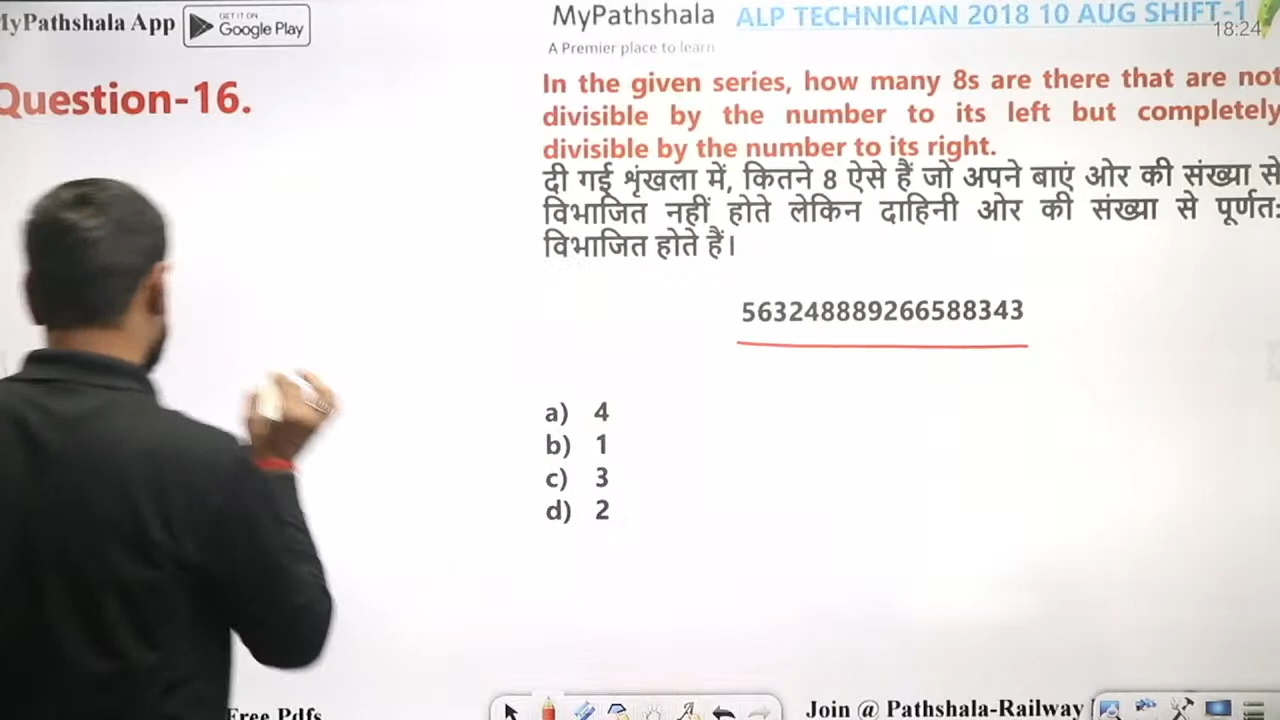 MyPathshala App
GET IT ON
Google Play
MyPathshala
A Premier place to learn
ALP TECHNICIAN 2018 10 AUG SHIFT-1
18:24
Question-16.
In the given series, how many 8s are there that are not
divisible by the number to its left but completely
divisible by the number to its right.
दी गई शृंखला में, कितने 8 ऐसे हैं जो अपने बाएं ओर की संख्या से
विभाजित नहीं होते लेकिन दाहिनी ओर की संख्या से पूर्णत:
विभाजित होते हैं।
563248889266588343
a) 4
b) 1
c) 3
d) 2
Free Pdfs
Join @ Pathshala-Railway